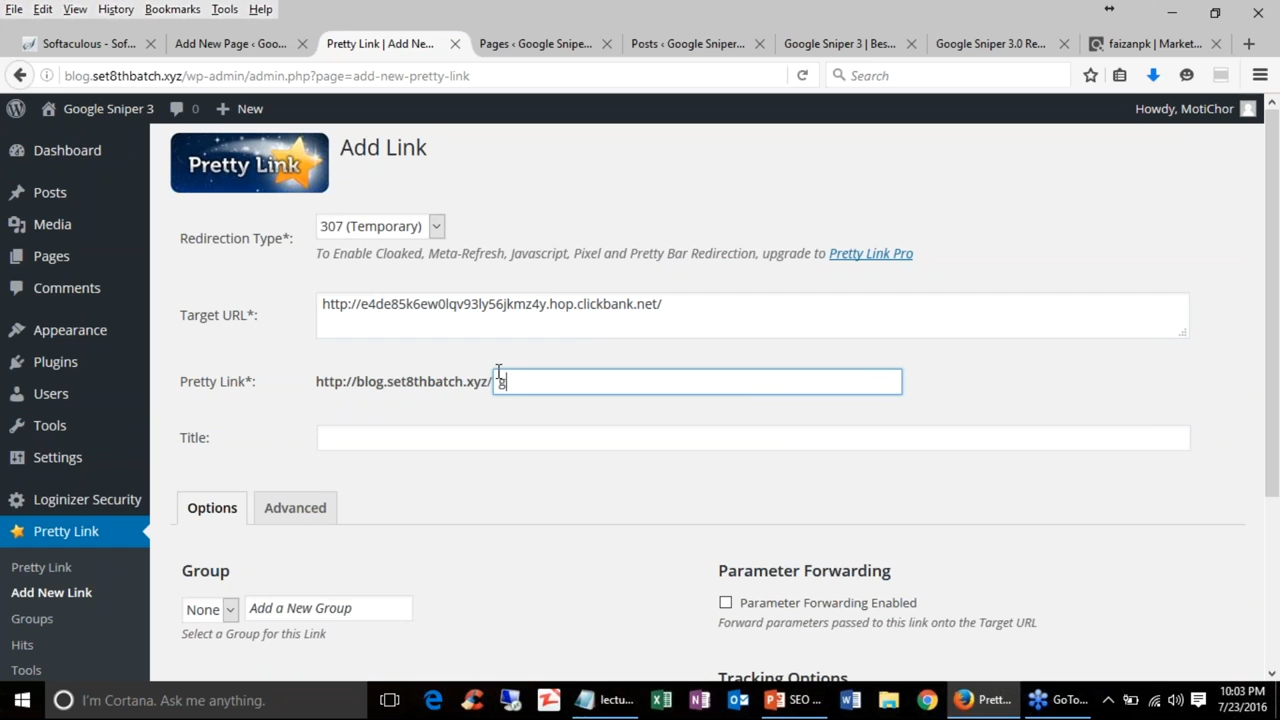 File Edit View History Bookmarks Tools Help
Softaculous - Sof... Add New Page ‹ Goo... Pretty Link | Add Ne... Pages ‹ Google Snipe... Posts ‹ Google Sniper... Google Sniper 3 | Bes... Google Sniper 3.0 Re... faizanpk | Market...
blog.set8thbatch.xyz/wp-admin/admin.php?page=add-new-pretty-link Search
Google Sniper 3 0 New Howdy, MotiChor
Dashboard
Posts
Media
Pages
Comments
Appearance
Plugins
Users
Tools
Settings
Loginizer Security
Pretty Link
Pretty Link
Add New Link
Groups
Hits
Tools
Pretty Link Add Link
Redirection Type*: 307 (Temporary)
To Enable Cloaked, Meta-Refresh, Javascript, Pixel and Pretty Bar Redirection, upgrade to Pretty Link Pro
Target URL*: http://e4de85k6ew0lqv93ly56jkmz4y.hop.clickbank.net/
Pretty Link*: http://blog.set8thbatch.xyz/ g
Title:
Options Advanced
Group
None Add a New Group
Select a Group for this Link
Parameter Forwarding
Parameter Forwarding Enabled
Forward parameters passed to this link onto the Target URL
Tracking Options
I'm Cortana. Ask me anything. lectu... SEO ... Prett... GoTo... 10:03 PM
7/23/2016